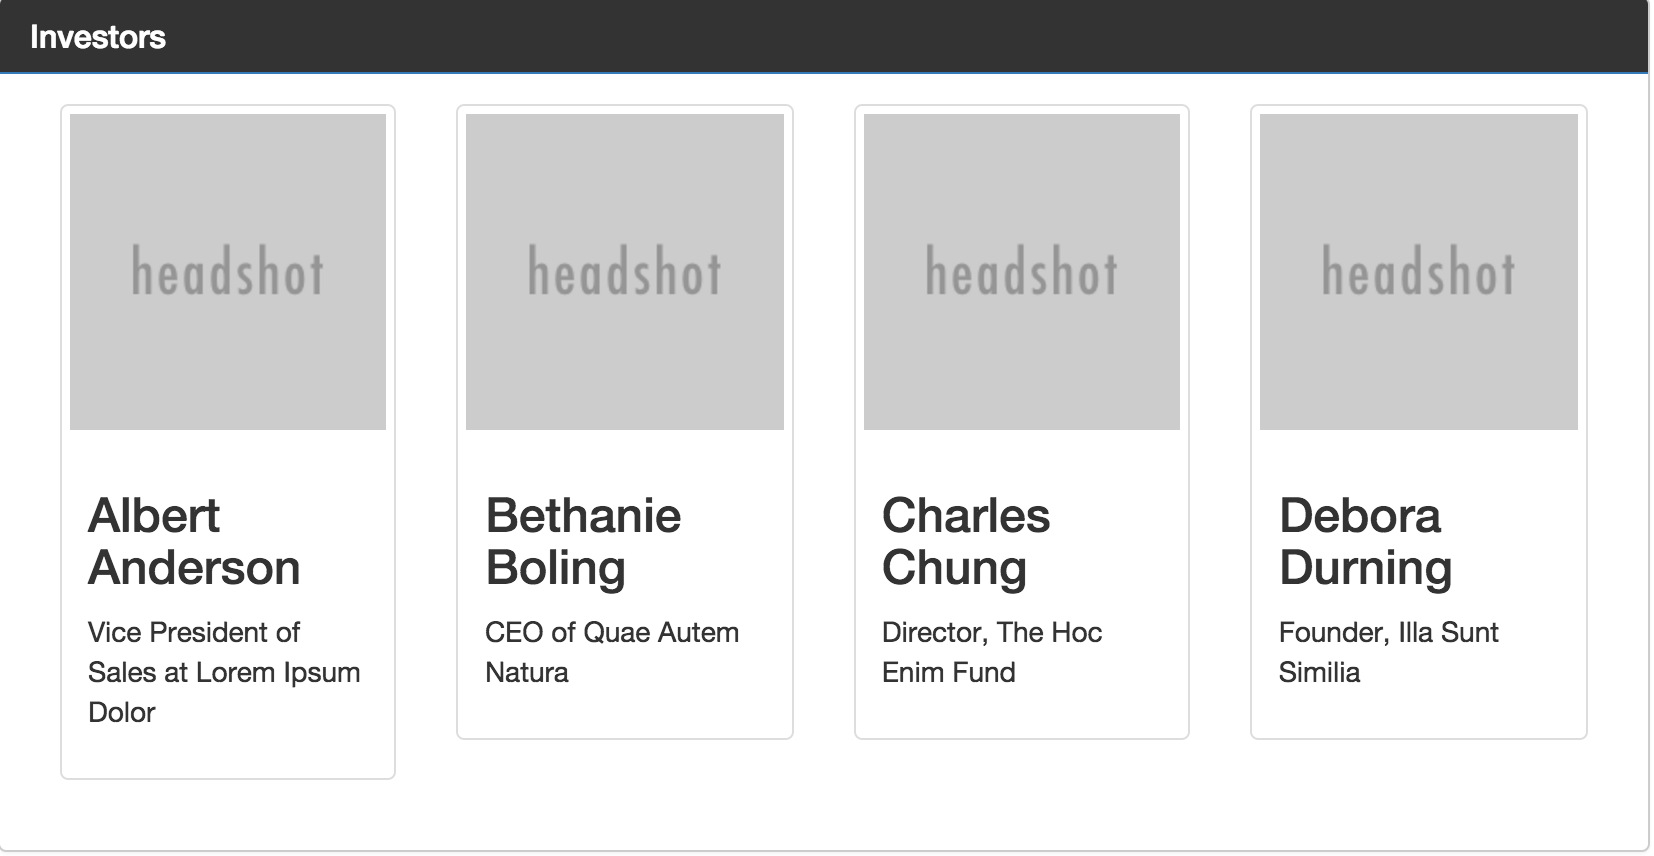 Investors
headshot
headshot
headshot
headshot
Albert
Anderson
Vice President of
Sales at Lorem Ipsum
Dolor
Bethanie
Boling
CEO of Quae Autem
Natura
Charles
Chung
Director, The Hoc
Enim Fund
Debora
Durning
Founder, Illa Sunt
Similia